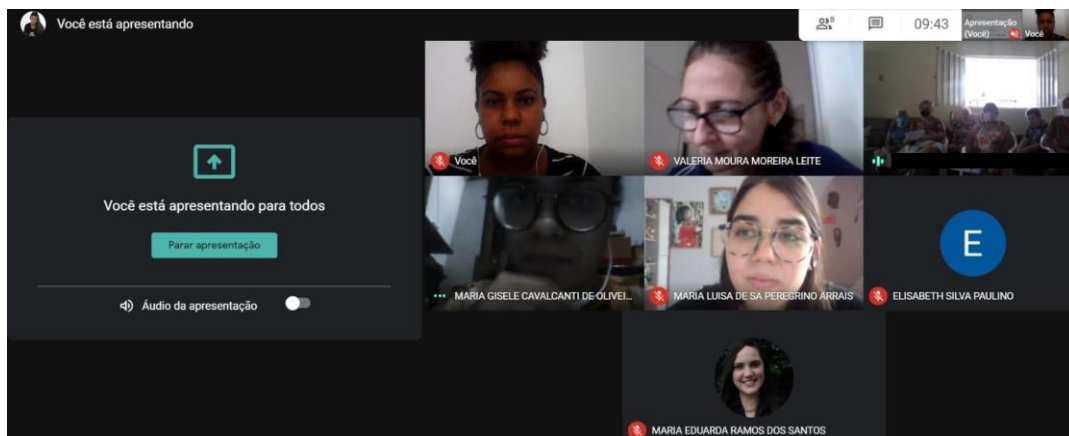 Você está apresentando
8
09:43
Apresentação
(Você)
Você
Você está apresentando para todos
Parar apresentação
Áudio da apresentação
Você
VALERIA MOURA MOREIRA LEITE
MARIA GISELE CAVALCANTI DE OLIVEI...
MARIA LUISA DE SA PEREGRINO ARRAIS
E
ELISABETH SILVA PAULINO
MARIA EDUARDA RAMOS DOS SANTOS